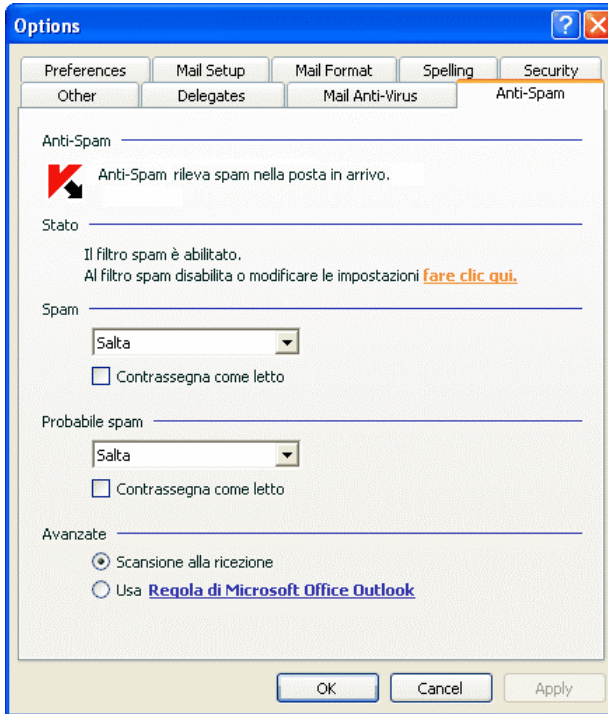 Options
Preferences Mail Setup Mail Format Spelling Security
Other Delegates Mail Anti-Virus Anti-Spam
Anti-Spam
Anti-Spam rileva spam nella posta in arrivo.
Stato
Il filtro spam è abilitato.
Al filtro spam disabilita o modificare le impostazioni fare clic qui.
Spam
Salta
Contrassegna come letto
Probabile spam
Salta
Contrassegna come letto
Avanzate
Scansione alla ricezione
Usa Regola di Microsoft Office Outlook
OK Cancel Apply